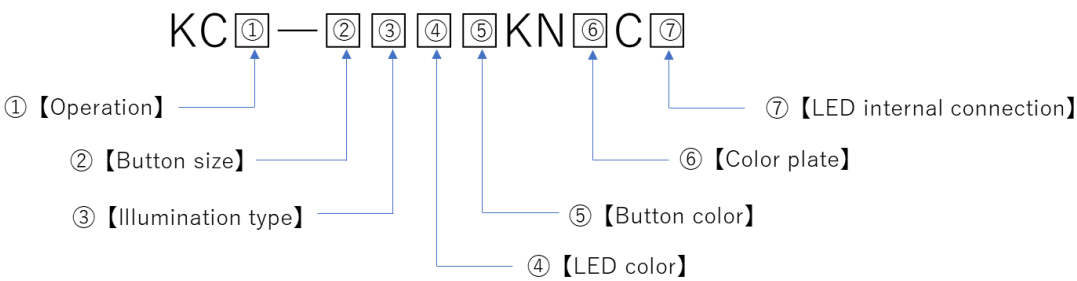 KC①—②③④⑤KN⑥C⑦
①【Operation】
⑦【LED internal connection】
②【Button size】
⑥【Color plate】
③【Illumination type】
⑤【Button color】
④【LED color】